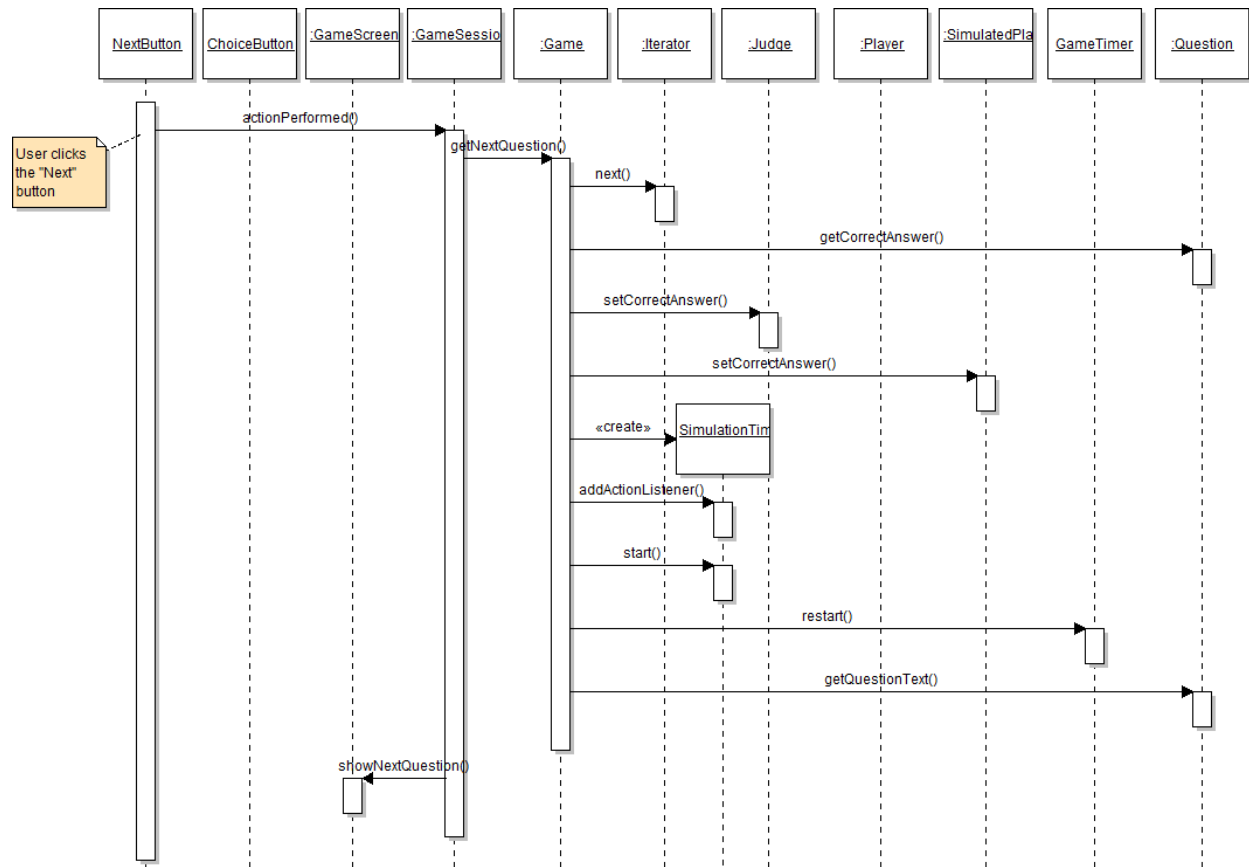 NextButton
ChoiceButton
:GameScreen
:GameSessio
:Game
:Iterator
:Judge
:Player
:SimulatedPla
GameTimer
:Question
actionPerformed()
User clicks
the "Next"
button
getNextQuestion()
next()
getCorrectAnswer()
setCorrectAnswer()
setCorrectAnswer()
«create»
SimulationTim
addActionListener()
start()
restart()
getQuestionText()
showNextQuestion()